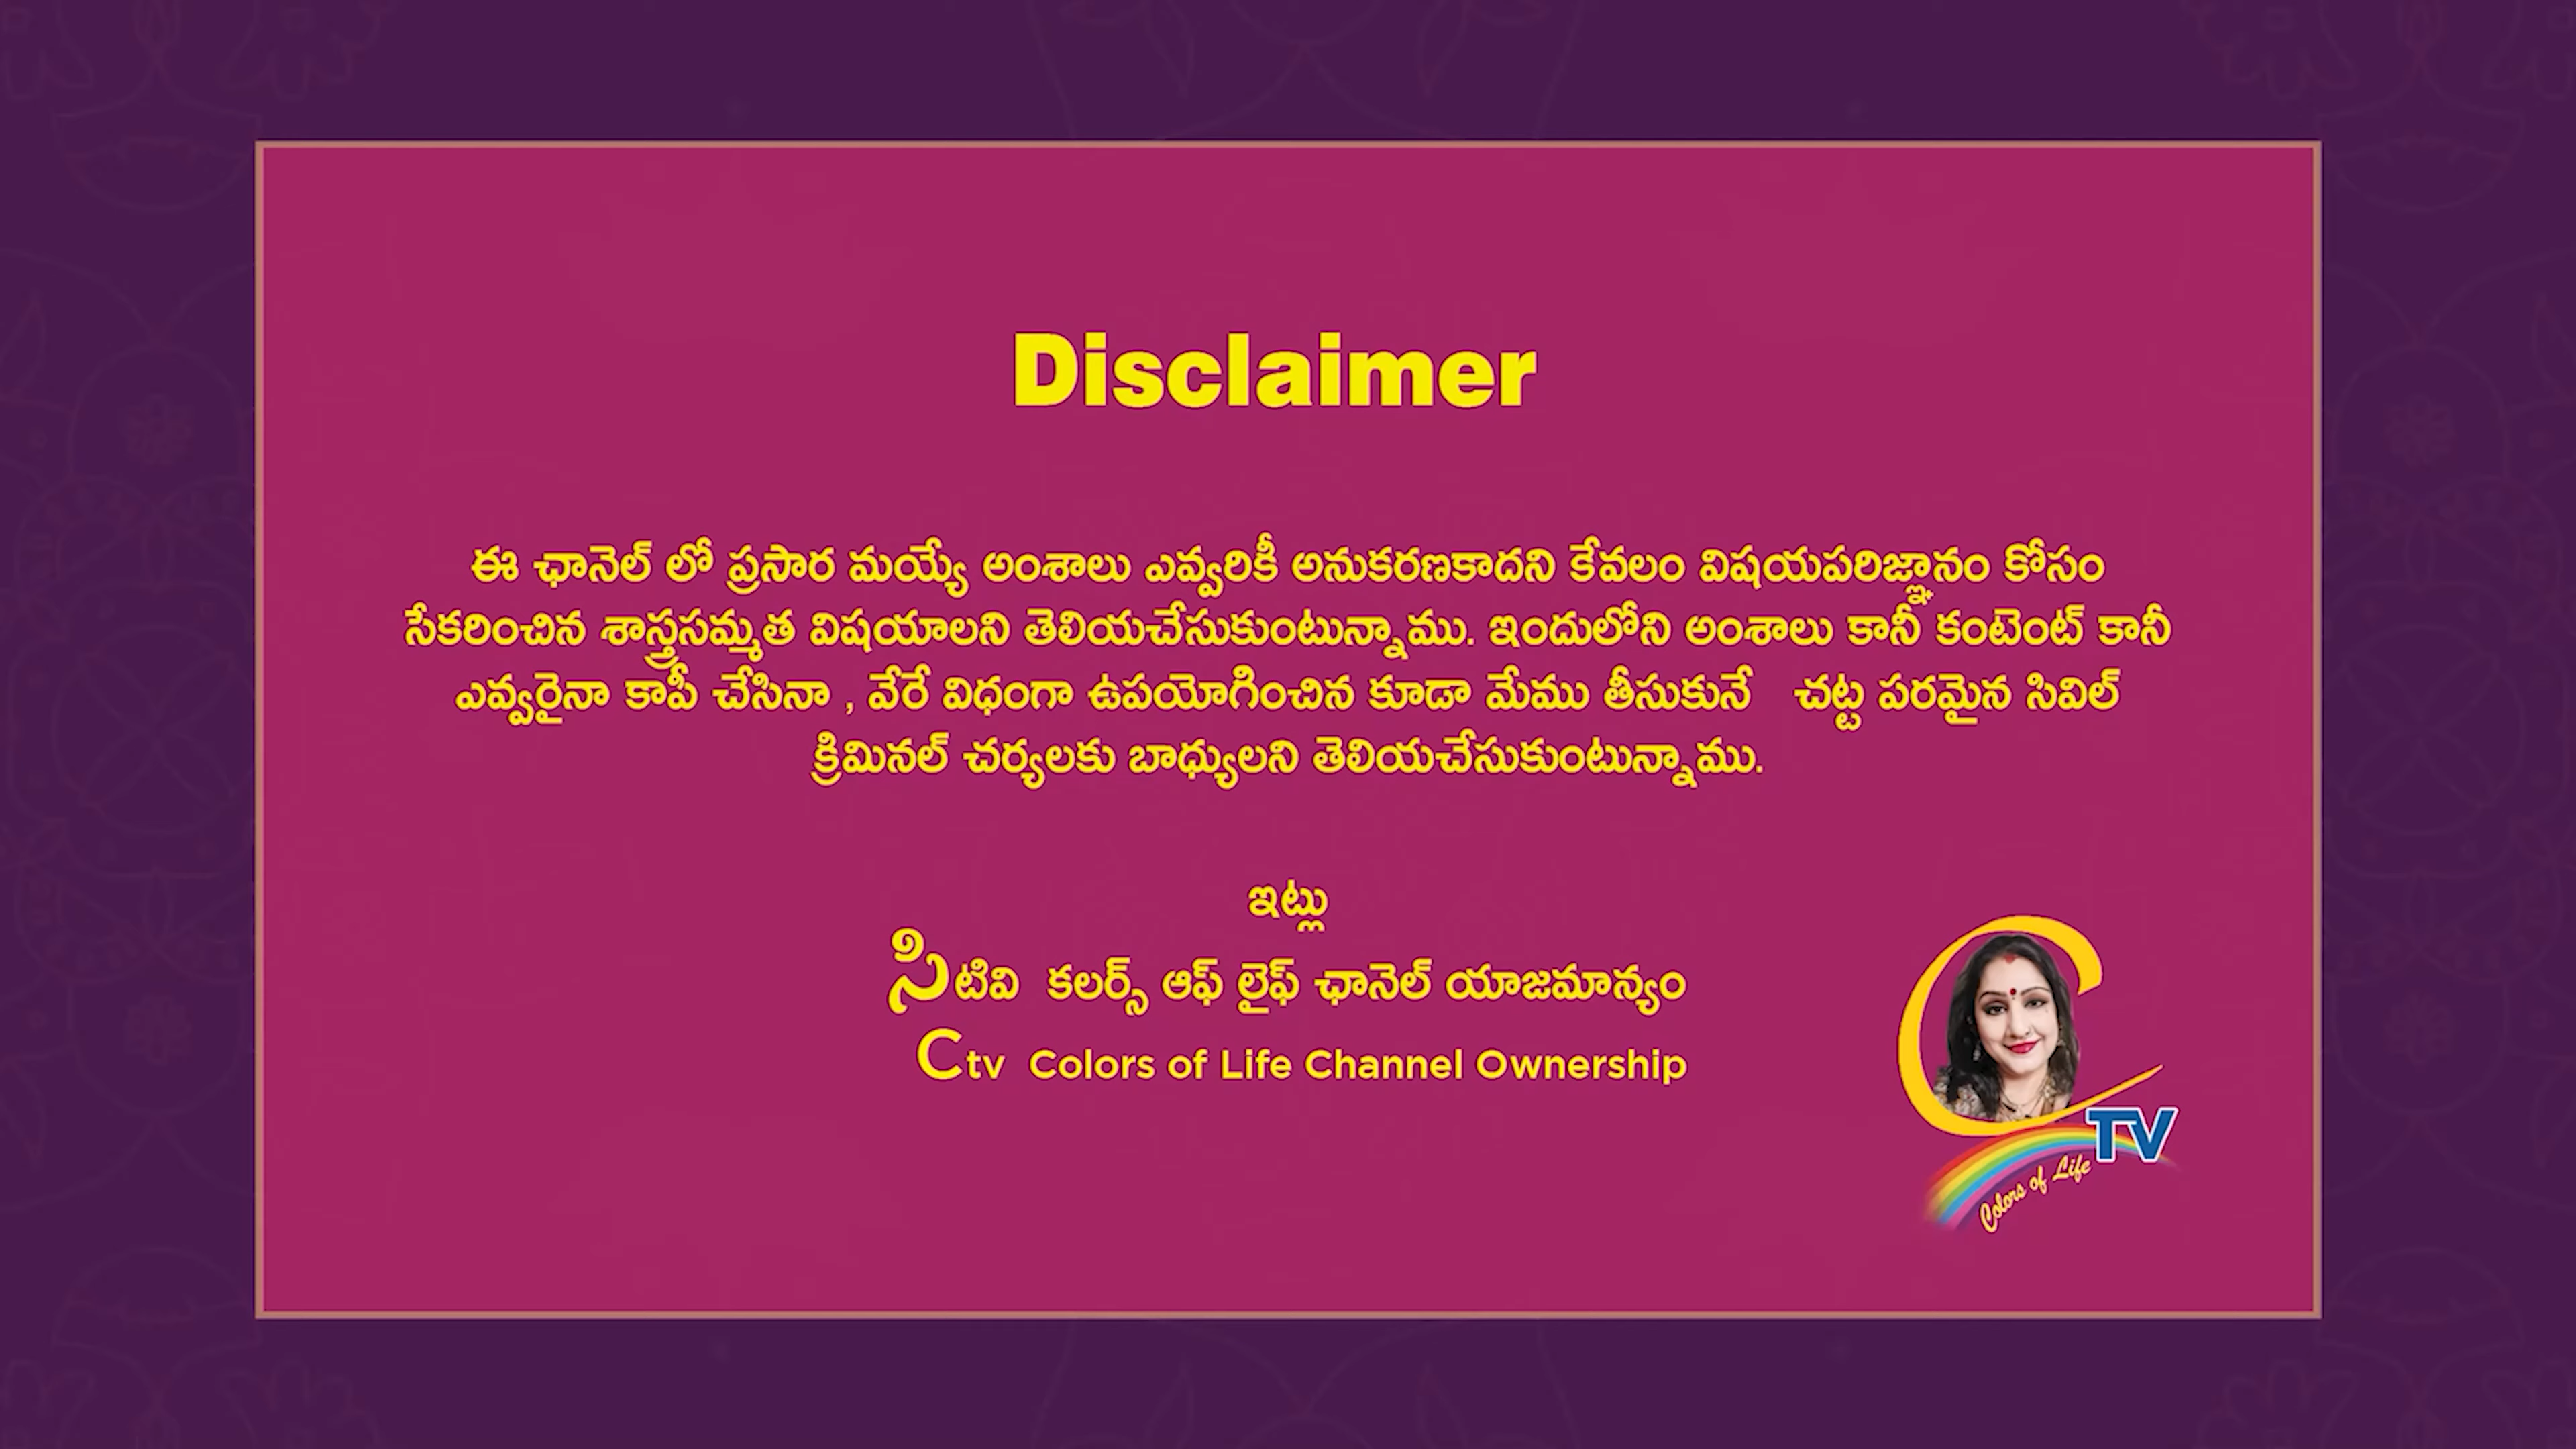 Disclaimer
ఈ ఛానెల్ లో ప్రసార మయ్యే అంశాలు ఎవ్వరికీ అనుకరణకాదని కేవలం విషయపరిజ్ఞానం కోసం
సేకరించిన శాస్త్రసమ్మత విషయాలని తెలియచేసుకుంటున్నాము. ఇందులోని అంశాలు కానీ కంటెంట్ కానీ
ఎవ్వరైనా కాపీ చేసినా , వేరే విధంగా ఉపయోగించిన కూడా మేము తీసుకునే చట్ట పరమైన సివిల్
క్రిమినల్ చర్యలకు బాధ్యులని తెలియచేసుకుంటున్నాము.
ఇట్లు
సిటివి కలర్స్ ఆఫ్ లైఫ్ ఛానెల్ యాజమాన్యం
Ctv Colors of Life Channel Ownership
C TV
Colors of Life